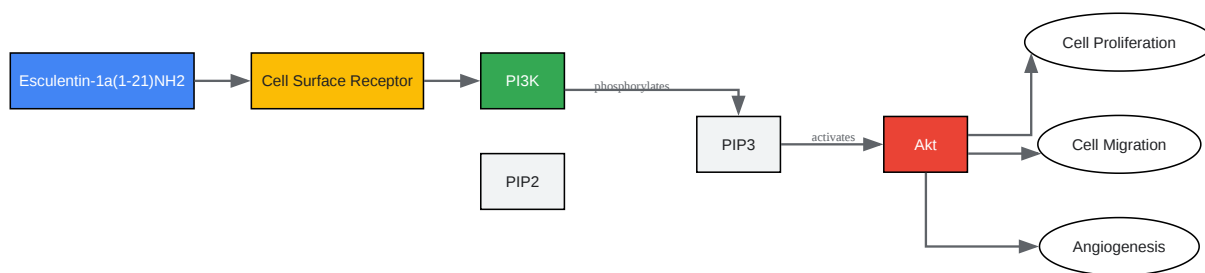 Cell Proliferation
Esculentin-1a(1-21)NH2
Cell Surface Receptor
PI3K
phosphorylates
PIP3
activates
Akt
Cell Migration
PIP2
Angiogenesis